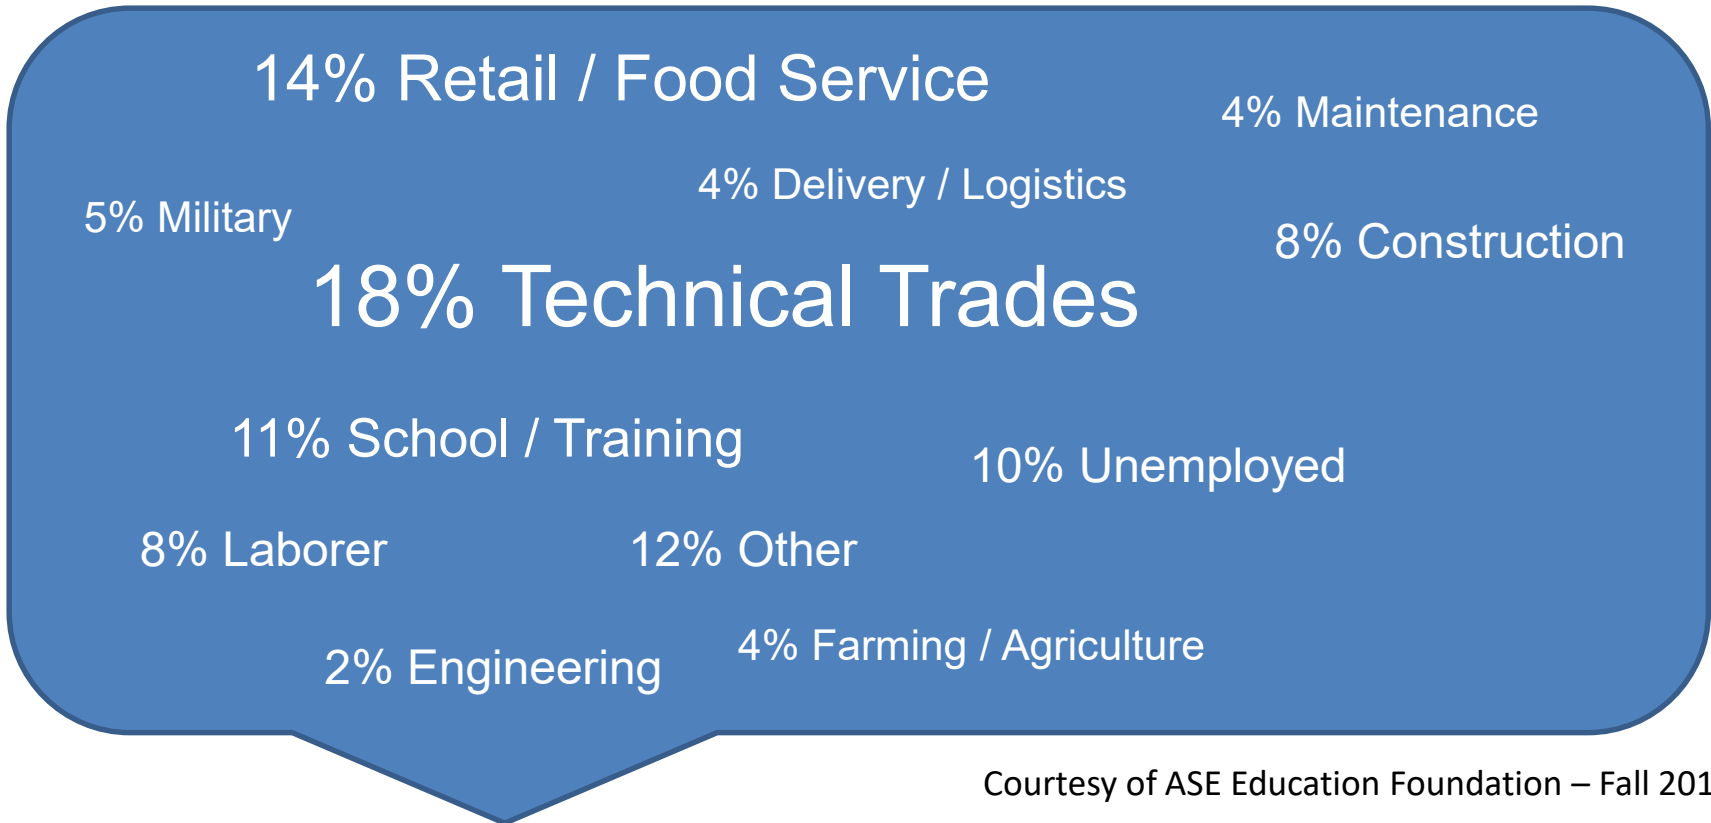 14% Retail / Food Service
4% Maintenance
4% Delivery / Logistics
5% Military
8% Construction
18% Technical Trades
11% School / Training
10% Unemployed
8% Laborer
12% Other
4% Farming / Agriculture
2% Engineering
Courtesy of ASE Education Foundation – Fall 201